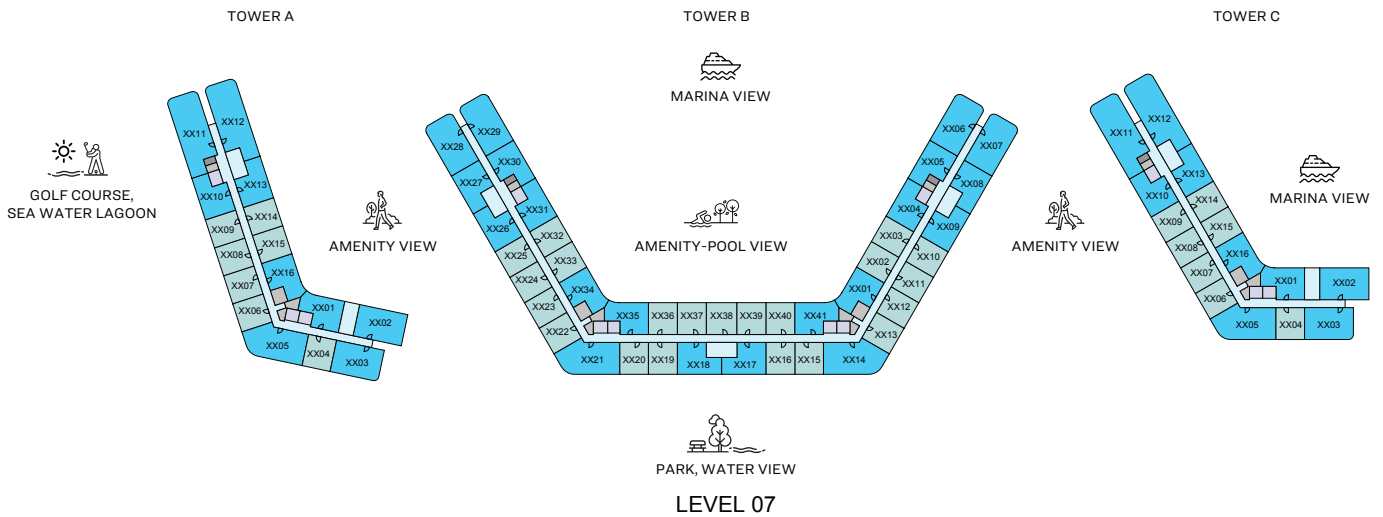 TOWER A
TOWER B
TOWER C
MARINA VIEW
GOLF COURSE,
SEA WATER LAGOON
AMENITY VIEW
AMENITY-POOL VIEW
AMENITY VIEW
MARINA VIEW
XX11
XX12
XX10
XX13
XX09
XX14
XX08
XX15
XX07
XX16
XX06
XX01
XX02
XX05
XX04
XX03
XX28
XX29
XX27
XX30
XX26
XX31
XX25
XX32
XX24
XX33
XX23
XX34
XX22
XX35
XX36
XX37
XX38
XX39
XX40
XX41
XX21
XX20
XX19
XX18
XX17
XX16
XX15
XX14
XX06
XX07
XX05
XX08
XX04
XX09
XX03
XX10
XX02
XX11
XX01
XX12
XX13
XX11
XX12
XX10
XX13
XX09
XX14
XX08
XX15
XX07
XX16
XX06
XX01
XX02
XX05
XX04
XX03
PARK, WATER VIEW
LEVEL 07